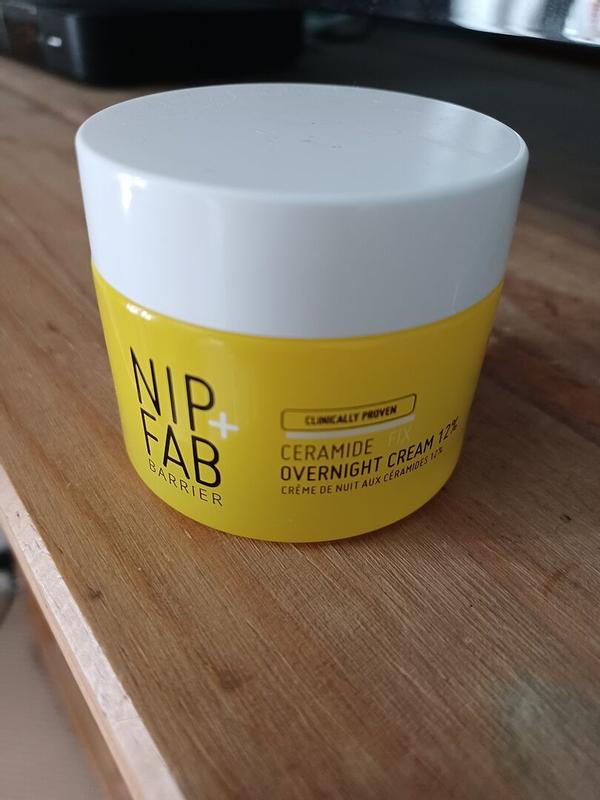 NIP+
FAB
BARRIER
CLINICALLY PROVEN
CERAMIDE FIX
OVERNIGHT CREAM 12%
CRÈME DE NUIT AUX CÉRAMIDES 12%